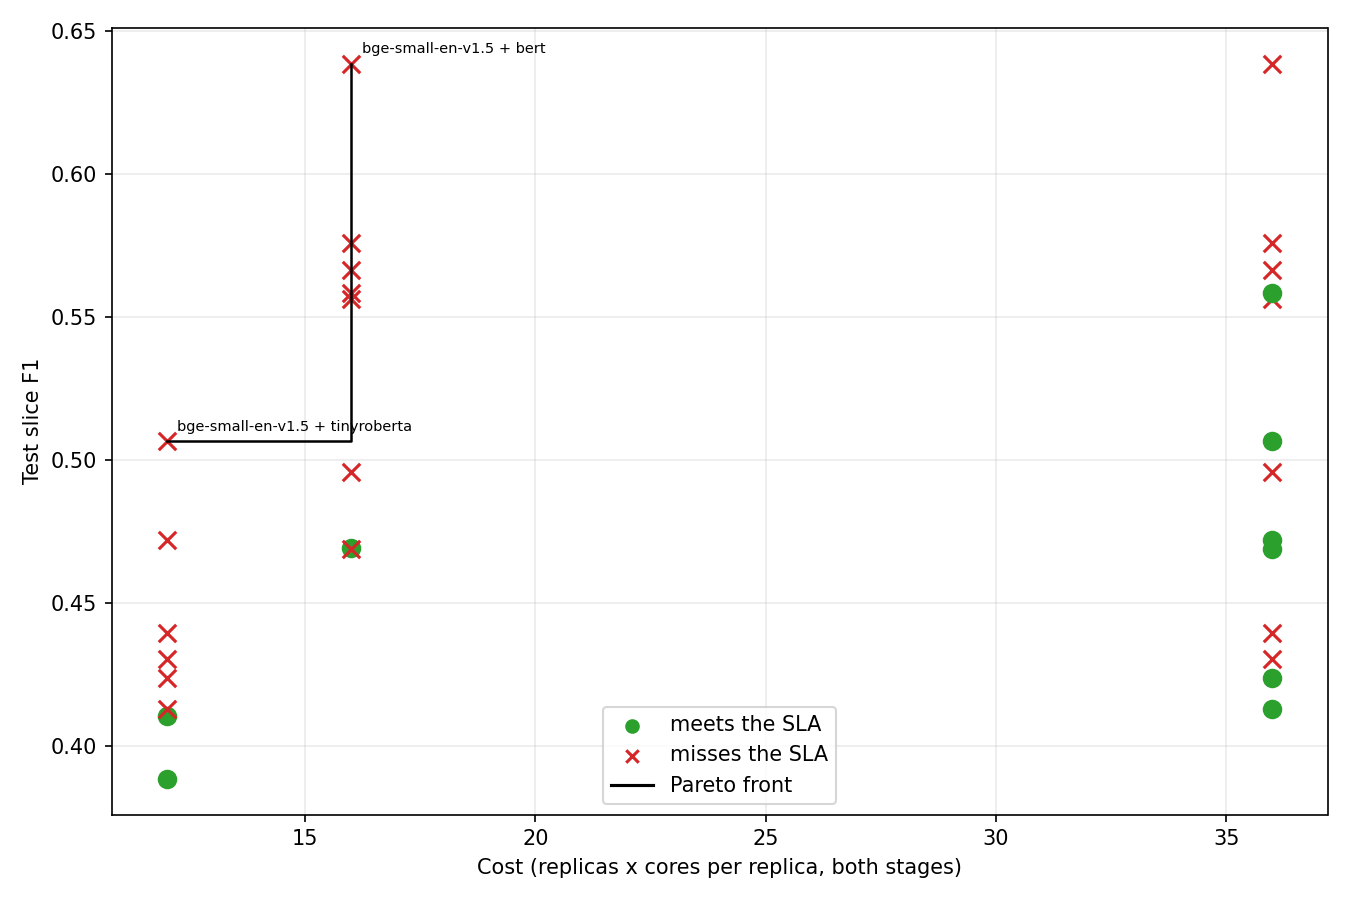 0.65
0.60
0.55
0.50
0.45
0.40
bge-small-en-v1.5 + bert
bge-small-en-v1.5 + tinyroberta
meets the SLA
misses the SLA
Pareto front
15
20
25
30
35
Cost (replicas x cores per replica, both stages)
Test slice F1